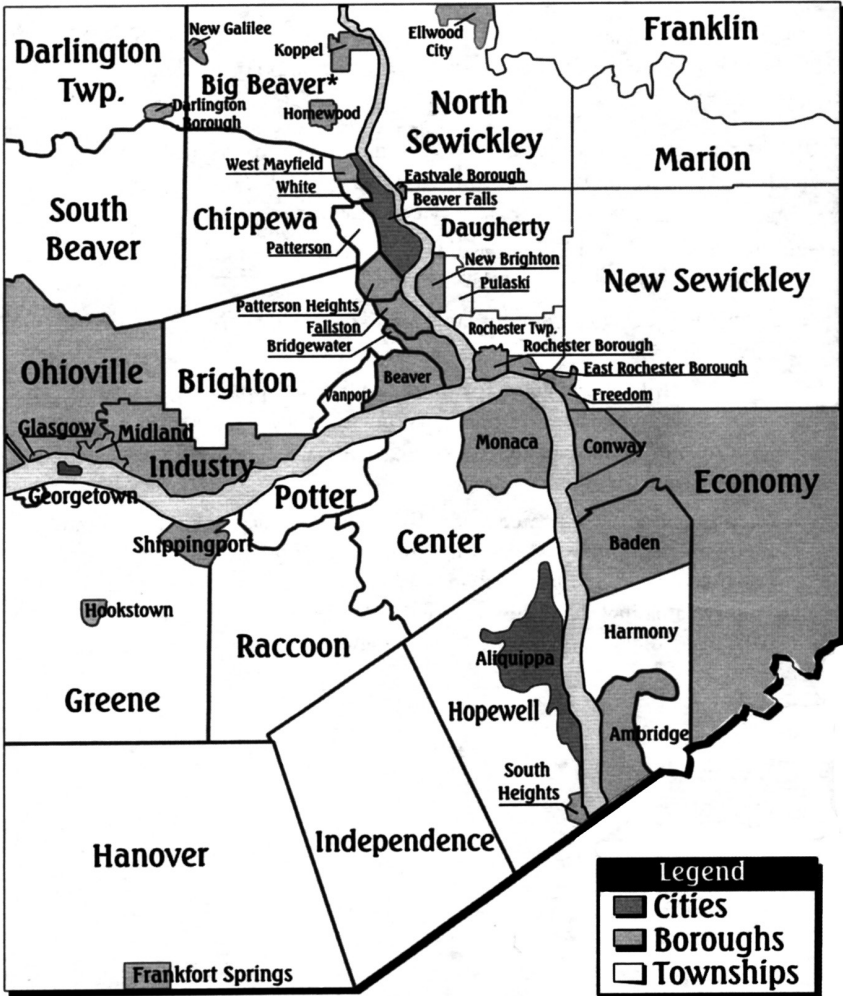 New Galilee
Ellwood
City
Franklin
Darlington
Twp.
Koppel
Big Beaver*
Darlington
Borough
Homewood
North
Sewickley
Marion
West Mayfield
White
Eastvale Borough
Beaver Falls
South
Beaver
Chippewa
Patterson
Daugherty
New Brighton
Pulaski
New Sewickley
Patterson Heights
Fallston
Bridgewater
Rochester Twp.
Rochester Borough
East Rochester Borough
Freedom
Ohioville
Brighton
Vanport
Beaver
Glasgow
Midland
Industry
Monaca
Conway
Economy
Georgetown
Potter
Shippingport
Center
Baden
Hookstown
Raccoon
Harmony
Aliquippa
Greene
Hopewell
Ambridge
South
Heights
Hanover
Independence
Frankfort Springs
Legend
Cities
Boroughs
Townships